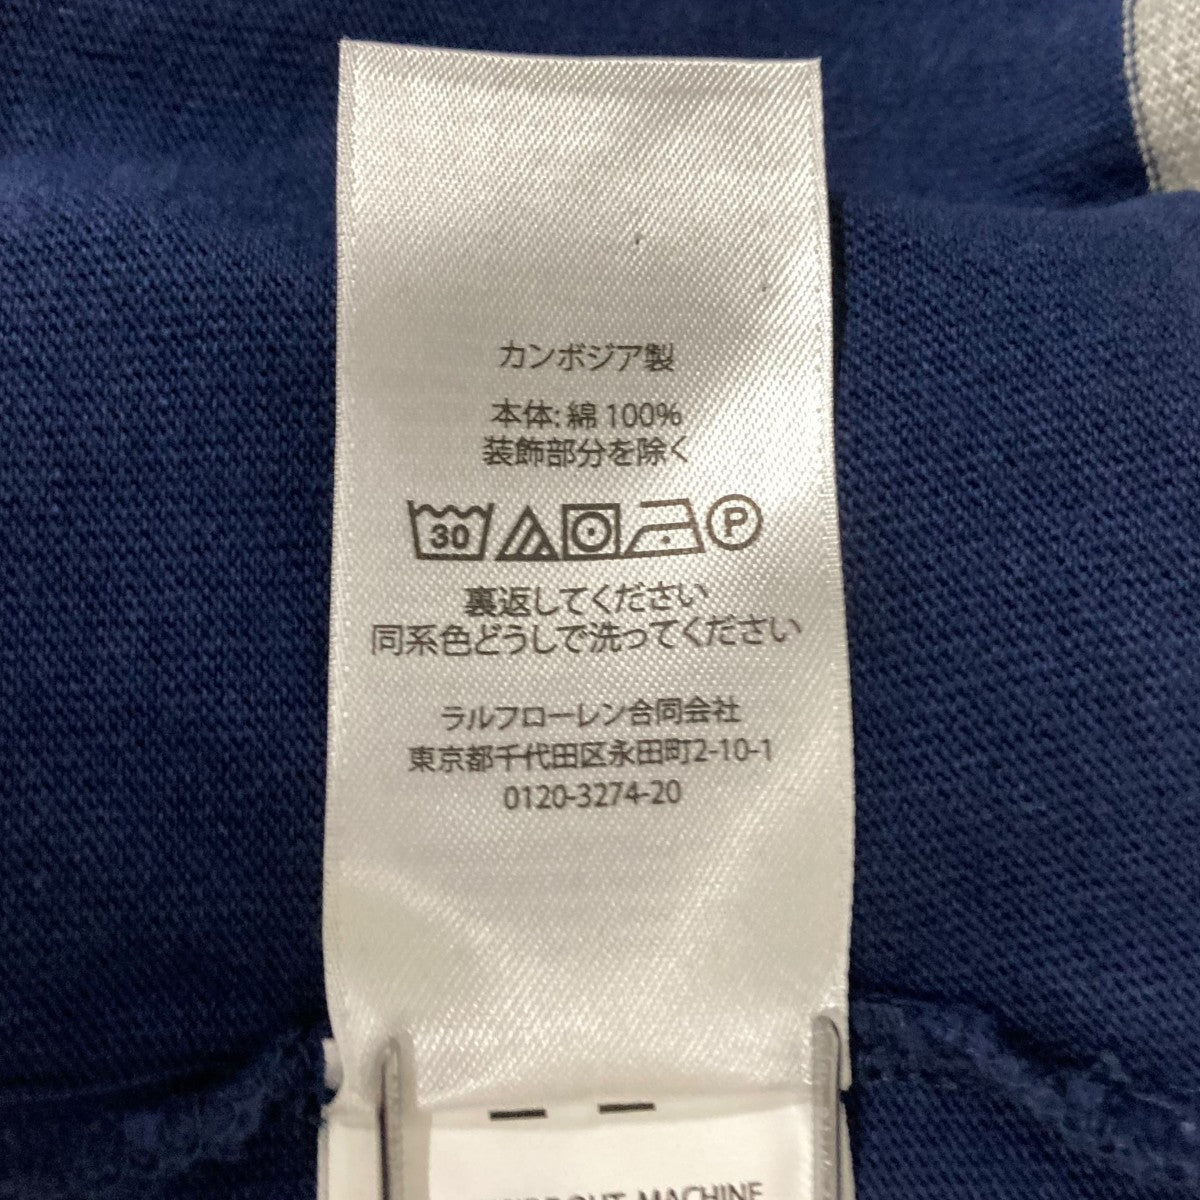 カンボジア製
本体: 綿 100%
装飾部分を除く
30 P
裏返してください
同系色どうしで洗ってください
ラルフローレン合同会社
東京都千代田区永田町2-10-1
0120-3274-20
MACHINE